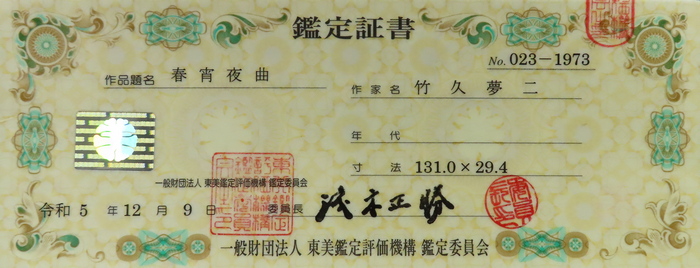 鑑定証書
No. 023-1973
作品題名 春宵夜曲
作家名 竹久夢二
年代
寸法 131.0×29.4
一般財団法人 東美鑑定評価機構 鑑定委員会
令和 5 年 12 月 9 日 委員長 正勝
一般財団法人 東美鑑定評価機構 鑑定委員会